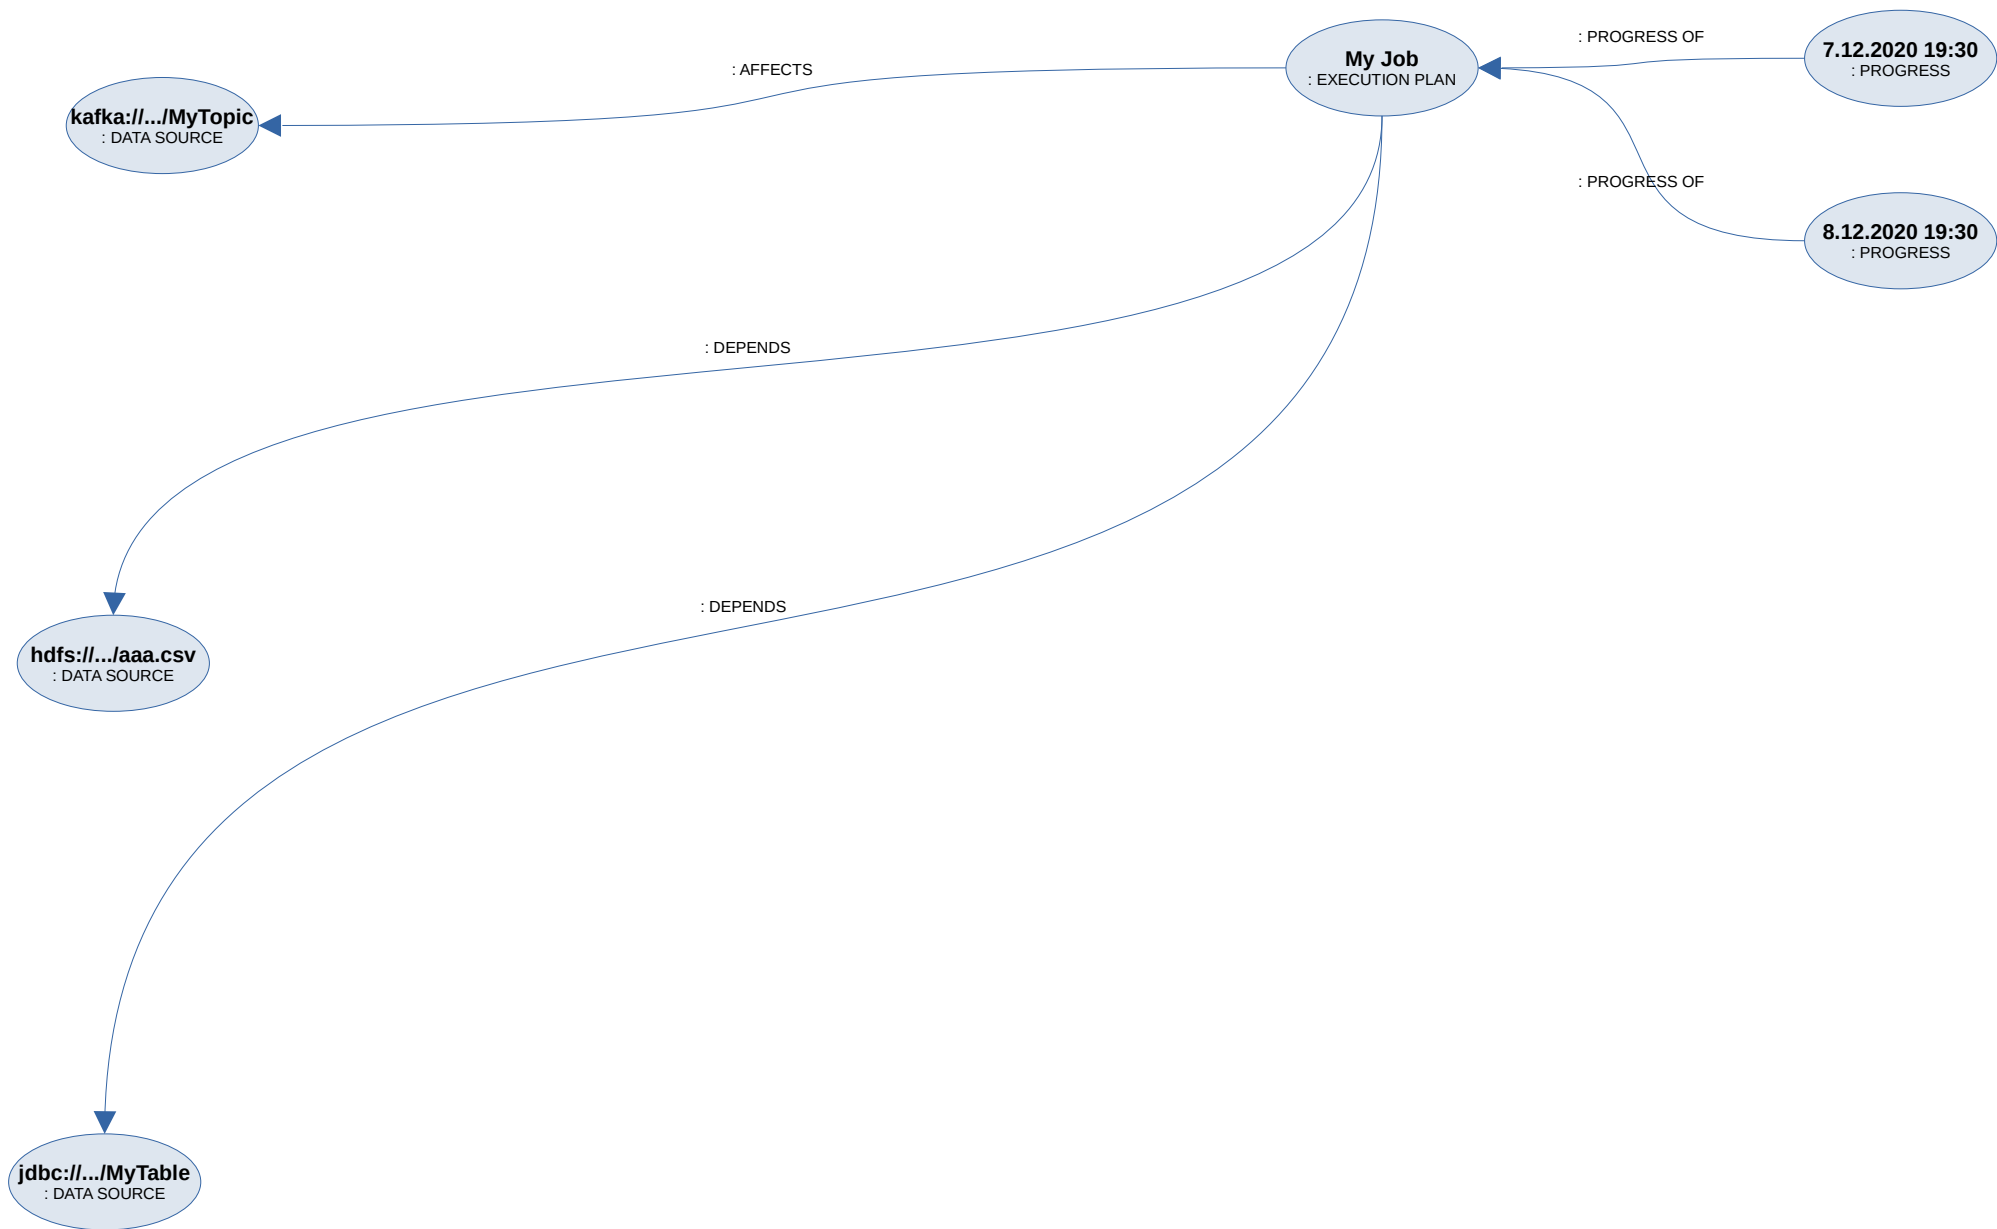 My Job
: EXECUTION PLAN
: PROGRESS OF
7.12.2020 19:30
: PROGRESS
: AFFECTS
kafka://.../MyTopic
: DATA SOURCE
: PROGRESS OF
8.12.2020 19:30
: PROGRESS
: DEPENDS
: DEPENDS
hdfs://.../aaa.csv
: DATA SOURCE
jdbc://.../MyTable
: DATA SOURCE